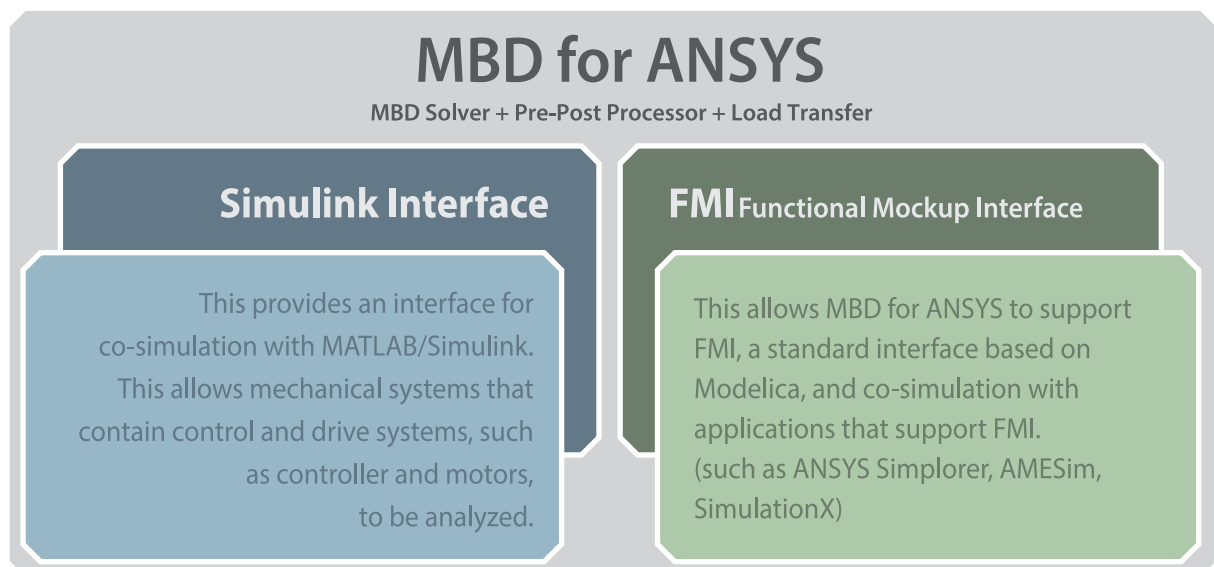 MBD for ANSYS
MBD Solver + Pre-Post Processor + Load Transfer
Simulink Interface
This provides an interface for
co-simulation with MATLAB/Simulink.
This allows mechanical systems that
contain control and drive systems, such
as controller and motors,
to be analyzed.
FMI Functional Mockup Interface
This allows MBD for ANSYS to support
FMI, a standard interface based on
Modelica, and co-simulation with
applications that support FMI.
(such as ANSYS Simplorer, AMESim,
SimulationX)